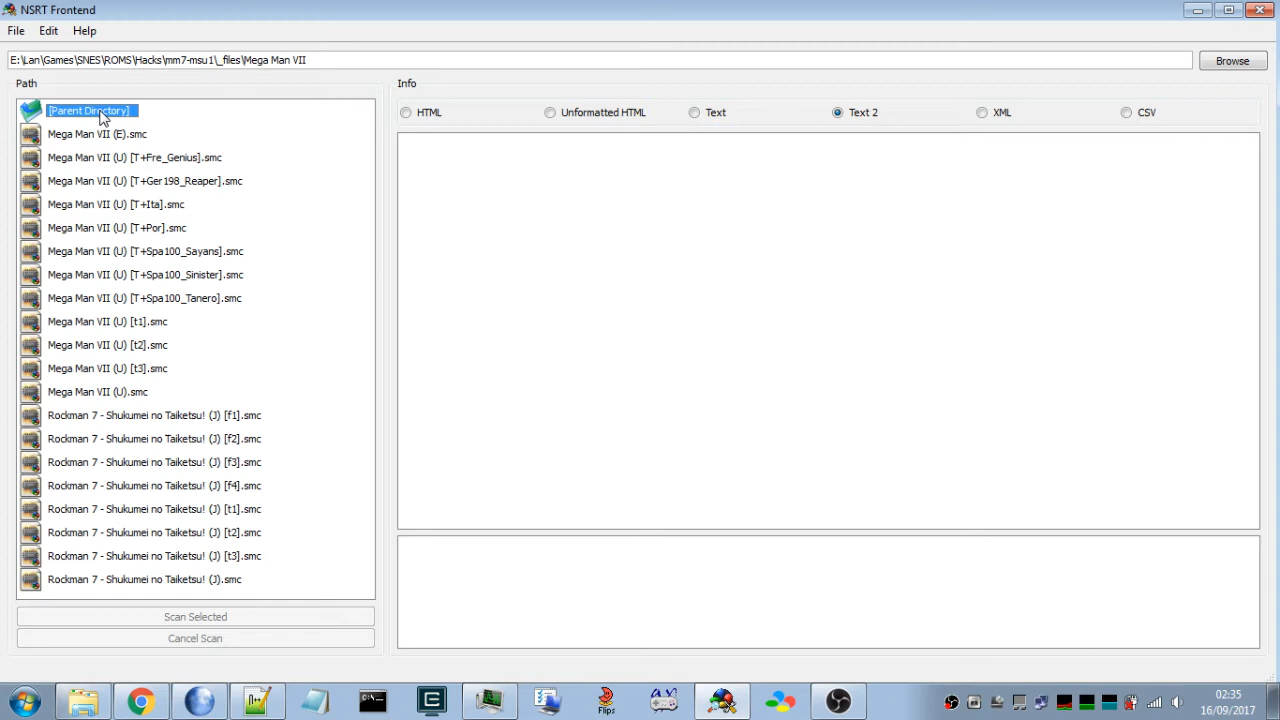 NSRT Frontend
File Edit Help
E:\Lan\Games\SNES\ROMS\Hacks\mm7-msu1\_files\Mega Man VII Browse
Path Info
[Parent Directory]
HTML Unformatted HTML Text Text 2 XML CSV
Mega Man VII (E).smc
Mega Man VII (U) [T+Fre_Genius].smc
Mega Man VII (U) [T+Ger198_Reaper].smc
Mega Man VII (U) [T+Ita].smc
Mega Man VII (U) [T+Por].smc
Mega Man VII (U) [T+Spa100_Sayans].smc
Mega Man VII (U) [T+Spa100_Sinister].smc
Mega Man VII (U) [T+Spa100_Tanero].smc
Mega Man VII (U) [t1].smc
Mega Man VII (U) [t2].smc
Mega Man VII (U) [t3].smc
Mega Man VII (U).smc
Rockman 7 - Shukumei no Taiketsu! (J) [f1].smc
Rockman 7 - Shukumei no Taiketsu! (J) [f2].smc
Rockman 7 - Shukumei no Taiketsu! (J) [f3].smc
Rockman 7 - Shukumei no Taiketsu! (J) [f4].smc
Rockman 7 - Shukumei no Taiketsu! (J) [t1].smc
Rockman 7 - Shukumei no Taiketsu! (J) [t2].smc
Rockman 7 - Shukumei no Taiketsu! (J) [t3].smc
Rockman 7 - Shukumei no Taiketsu! (J).smc
Scan Selected
Cancel Scan
Flips
02:35
16/09/2017